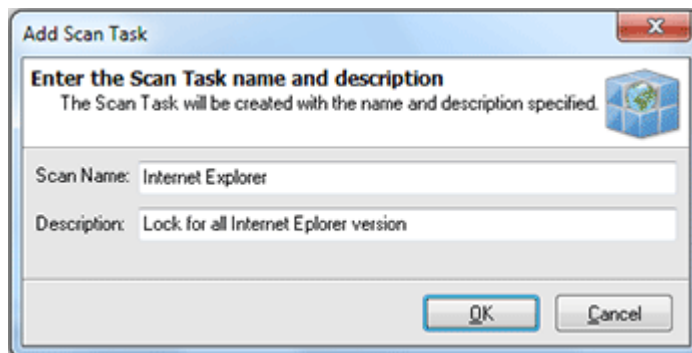 Add Scan Task
Enter the Scan Task name and description
The Scan Task will be created with the name and description specified.
Scan Name: Internet Explorer
Description: Lock for all Internet Eplorer version
OK Cancel